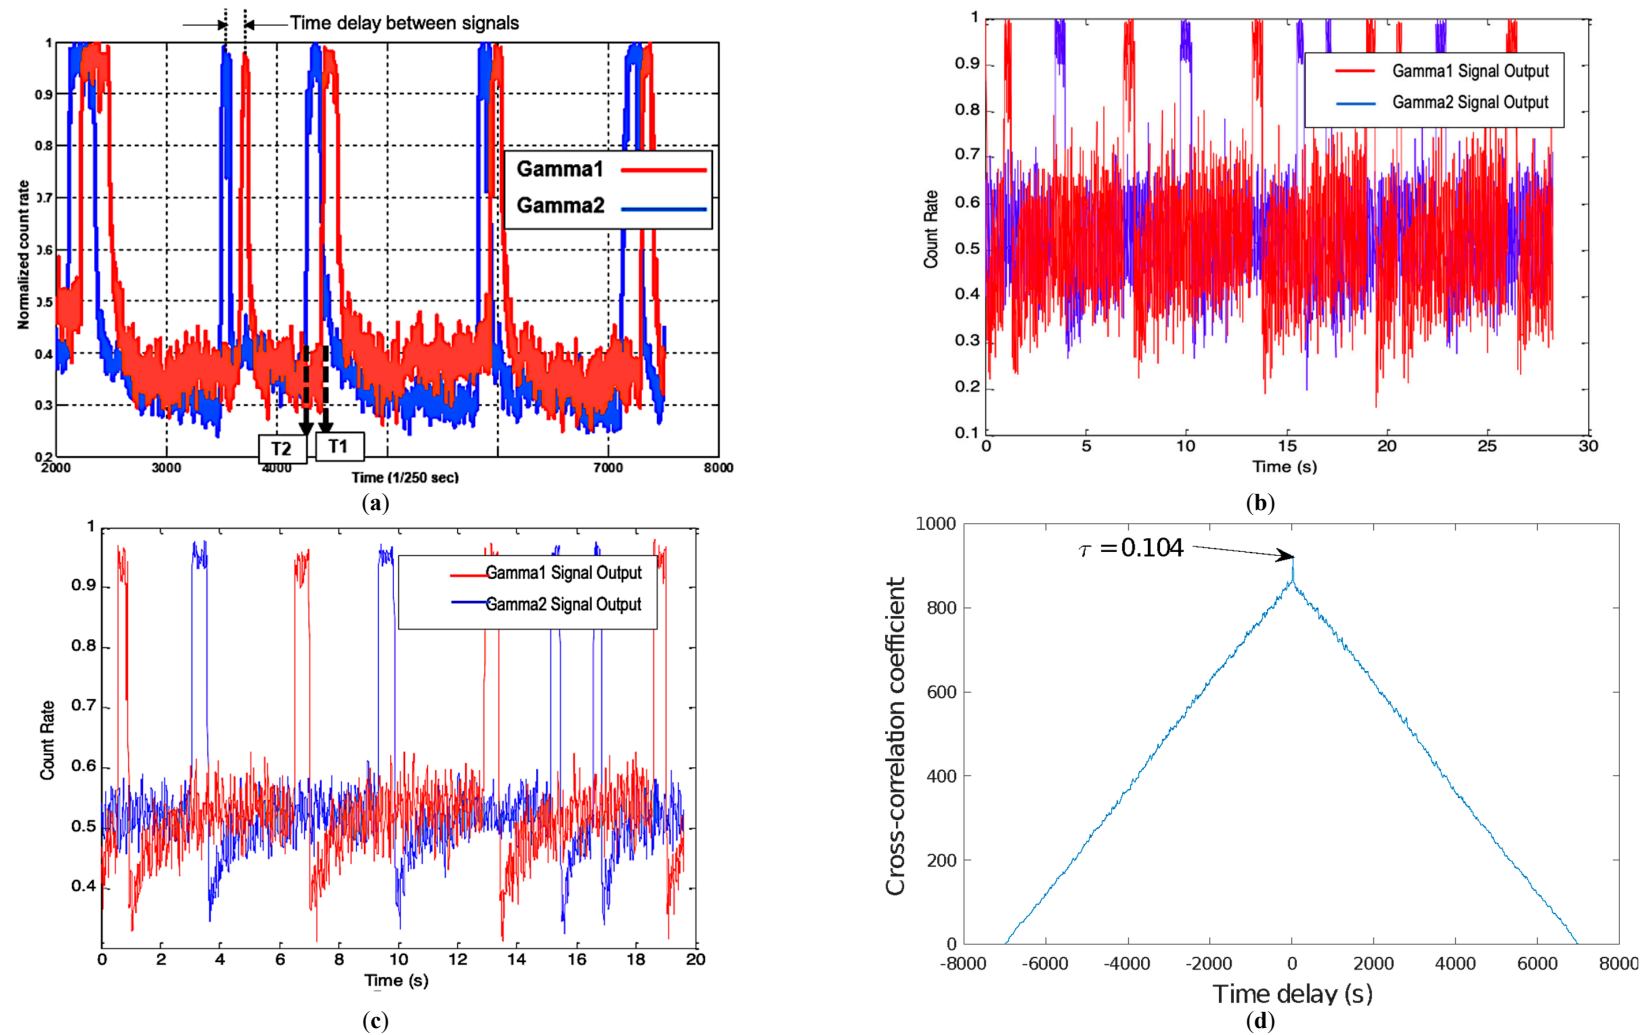 Time delay between signals
1
0.9
0.8
0.7
0.6
0.5
0.4
0.3
0.2
Normalized count rate
Gamma1
Gamma2
T2
T1
2000 3000 4000 7000 8000
Time (1/250 sec)
(a)
1
0.9
0.8
0.7
0.6
0.5
0.4
0.3
0.2
0.1
Count Rate
Gamma1 Signal Output
Gamma2 Signal Output
0 5 10 15 20 25 30
Time (s)
(b)
1
0.9
0.8
0.7
0.6
0.5
0.4
Count Rate
Gamma1 Signal Output
Gamma2 Signal Output
0 2 4 6 8 10 12 14 16 18 20
Time (s)
(c)
1000
800
600
400
200
0
Cross-correlation coefficient
τ = 0.104
-8000 -6000 -4000 -2000 0 2000 4000 6000 8000
Time delay (s)
(d)